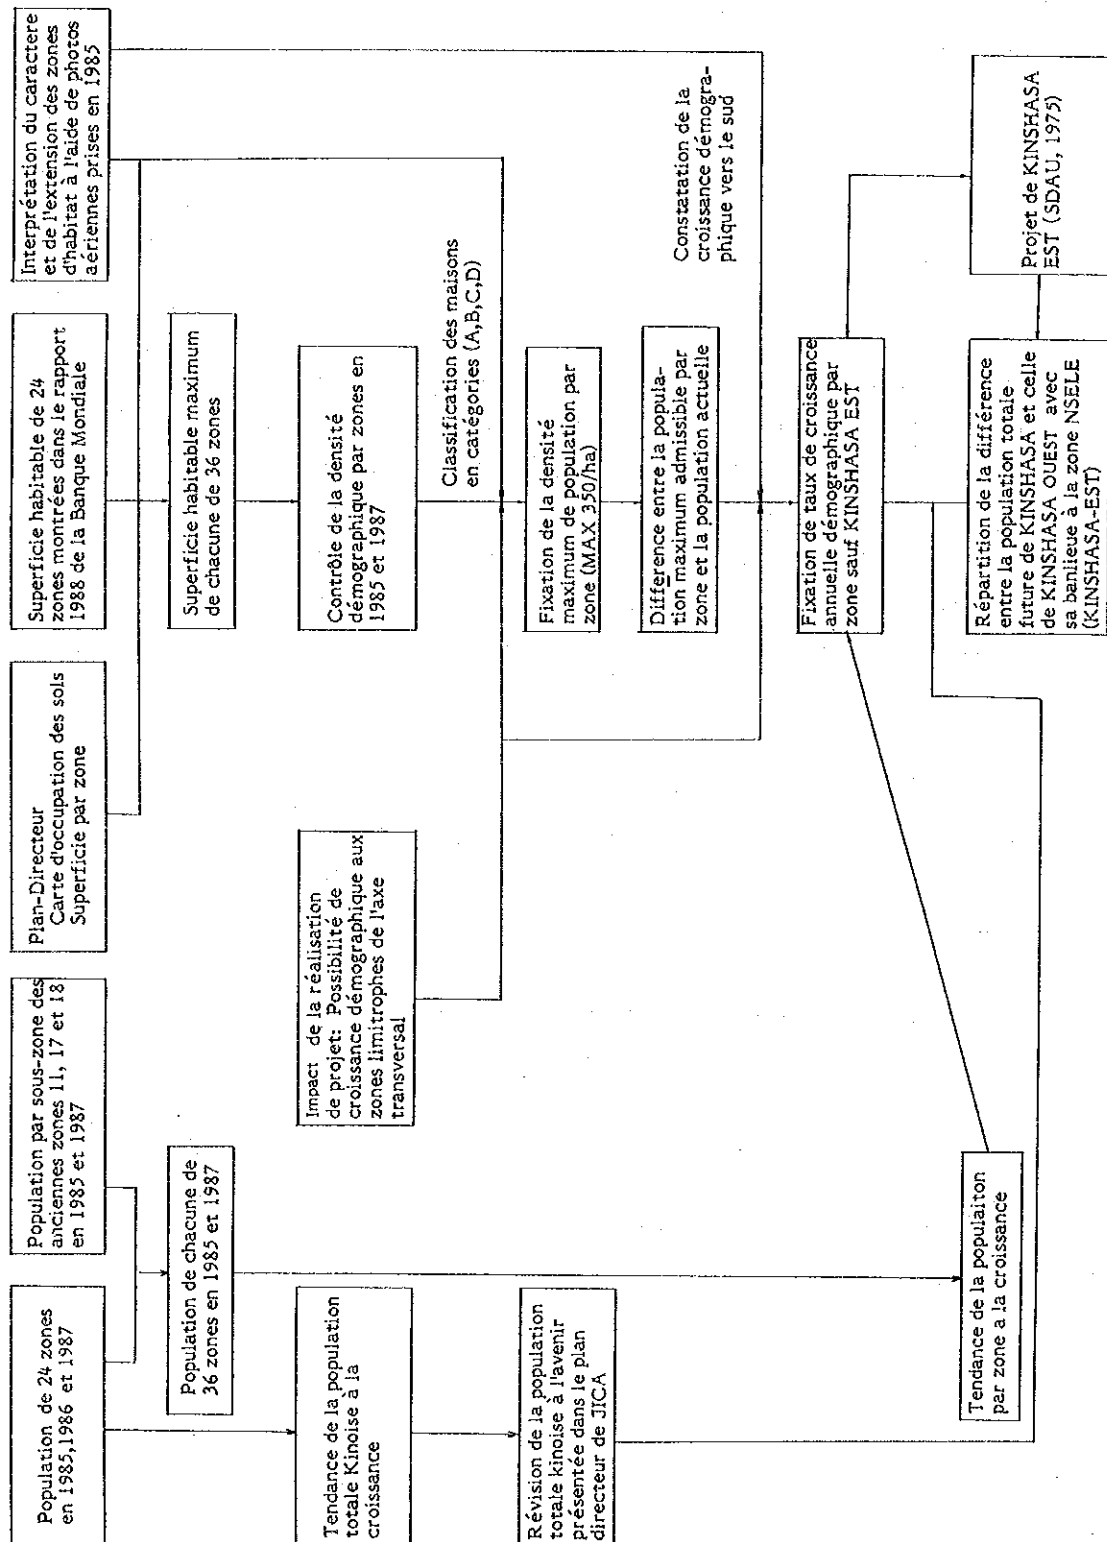 Population de 24 zones
en 1985,1986 et 1987
Population par sous-zone des
anciennes zones 11, 17 et 18
en 1985 et 1987
Plan-Directeur
Carte d'occupation des sols
Superficie par zone
Superficie habitable de 24
zones montrées dans le rapport
1988 de la Banque Mondiale
Interprétation du caractere
et de l'extension des zones
d'habitat à l'aide de photos
aériennes prises en 1985
Population de chacune de
36 zones en 1985 et 1987
Superficie habitable maximum
de chacune de 36 zones
Tendance de la population
totale Kinoise à la
croissance
Impact de la réalisation
de projet: Possibilité de
croissance démographique aux
zones limitrophes de l'axe
transversal
Contrôle de la densité
démographique par zones en
1985 et 1987
Classification des maisons
en catégories (A,B,C,D)
Révision de la population
totale kinoise à l'avenir
présentée dans le plan
directeur de JICA
Fixation de la densité
maximum de population par
zone (MAX 350/ha)
Différence entre la popula-
tion maximum admissible par
zone et la population actuelle
Constatation de la
croissance démogra-
phique vers le sud
Fixation de taux de croissance
annuelle démographique par
zone sauf KINSHASA EST
Tendance de la populaiton
par zone a la croissance
Répartition de la différence
entre la population totale
future de KINSHASA et celle
de KINSHASA OUEST avec
sa banlieue à la zone NSELE
(KINSHASA-EST)
Projet de KINSHASA
EST (SDAU, 1975)